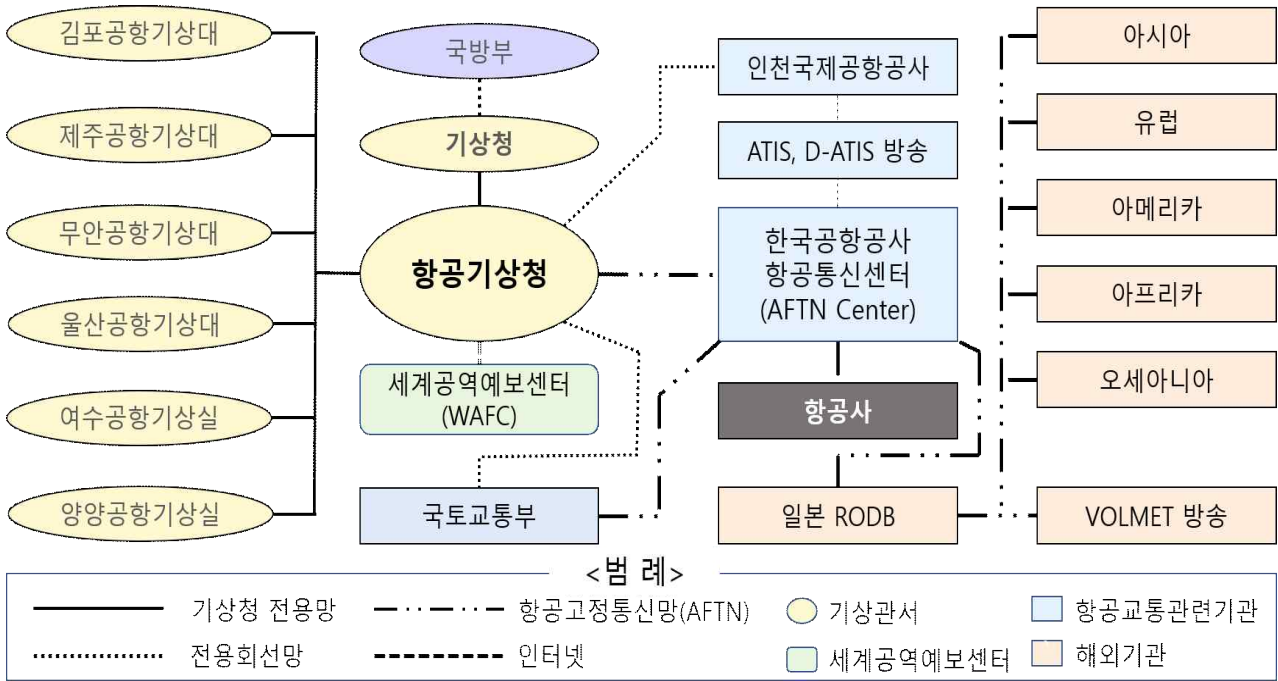 김포공항기상대
제주공항기상대
무안공항기상대
울산공항기상대
여수공항기상실
양양공항기상실
국방부
기상청
항공기상청
세계공역예보센터
(WAFC)
국토교통부
인천국제공항공사
ATIS, D-ATIS 방송
한국공항공사
항공통신센터
(AFTN Center)
항공사
일본 RODB
아시아
유럽
아메리카
아프리카
오세아니아
VOLMET 방송
<범 례>
기상청 전용망
항공고정통신망(AFTN)
기상관서
항공교통관련기관
전용회선망
인터넷
세계공역예보센터
해외기관